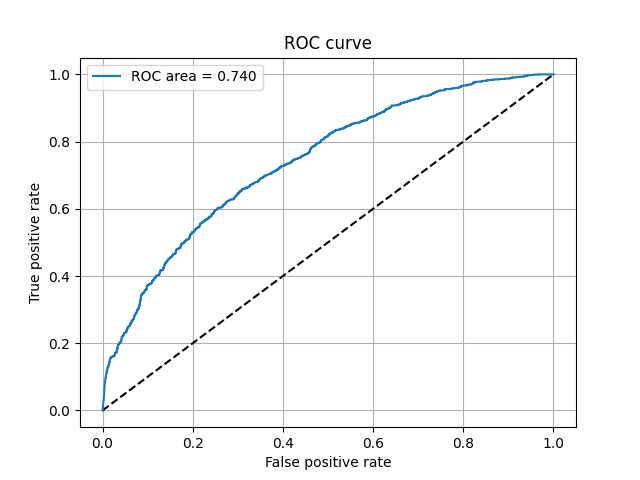 ROC curve
ROC area = 0.740
True positive rate
1.0
0.8
0.6
0.4
0.2
0.0
0.0 0.2 0.4 0.6 0.8 1.0
False positive rate